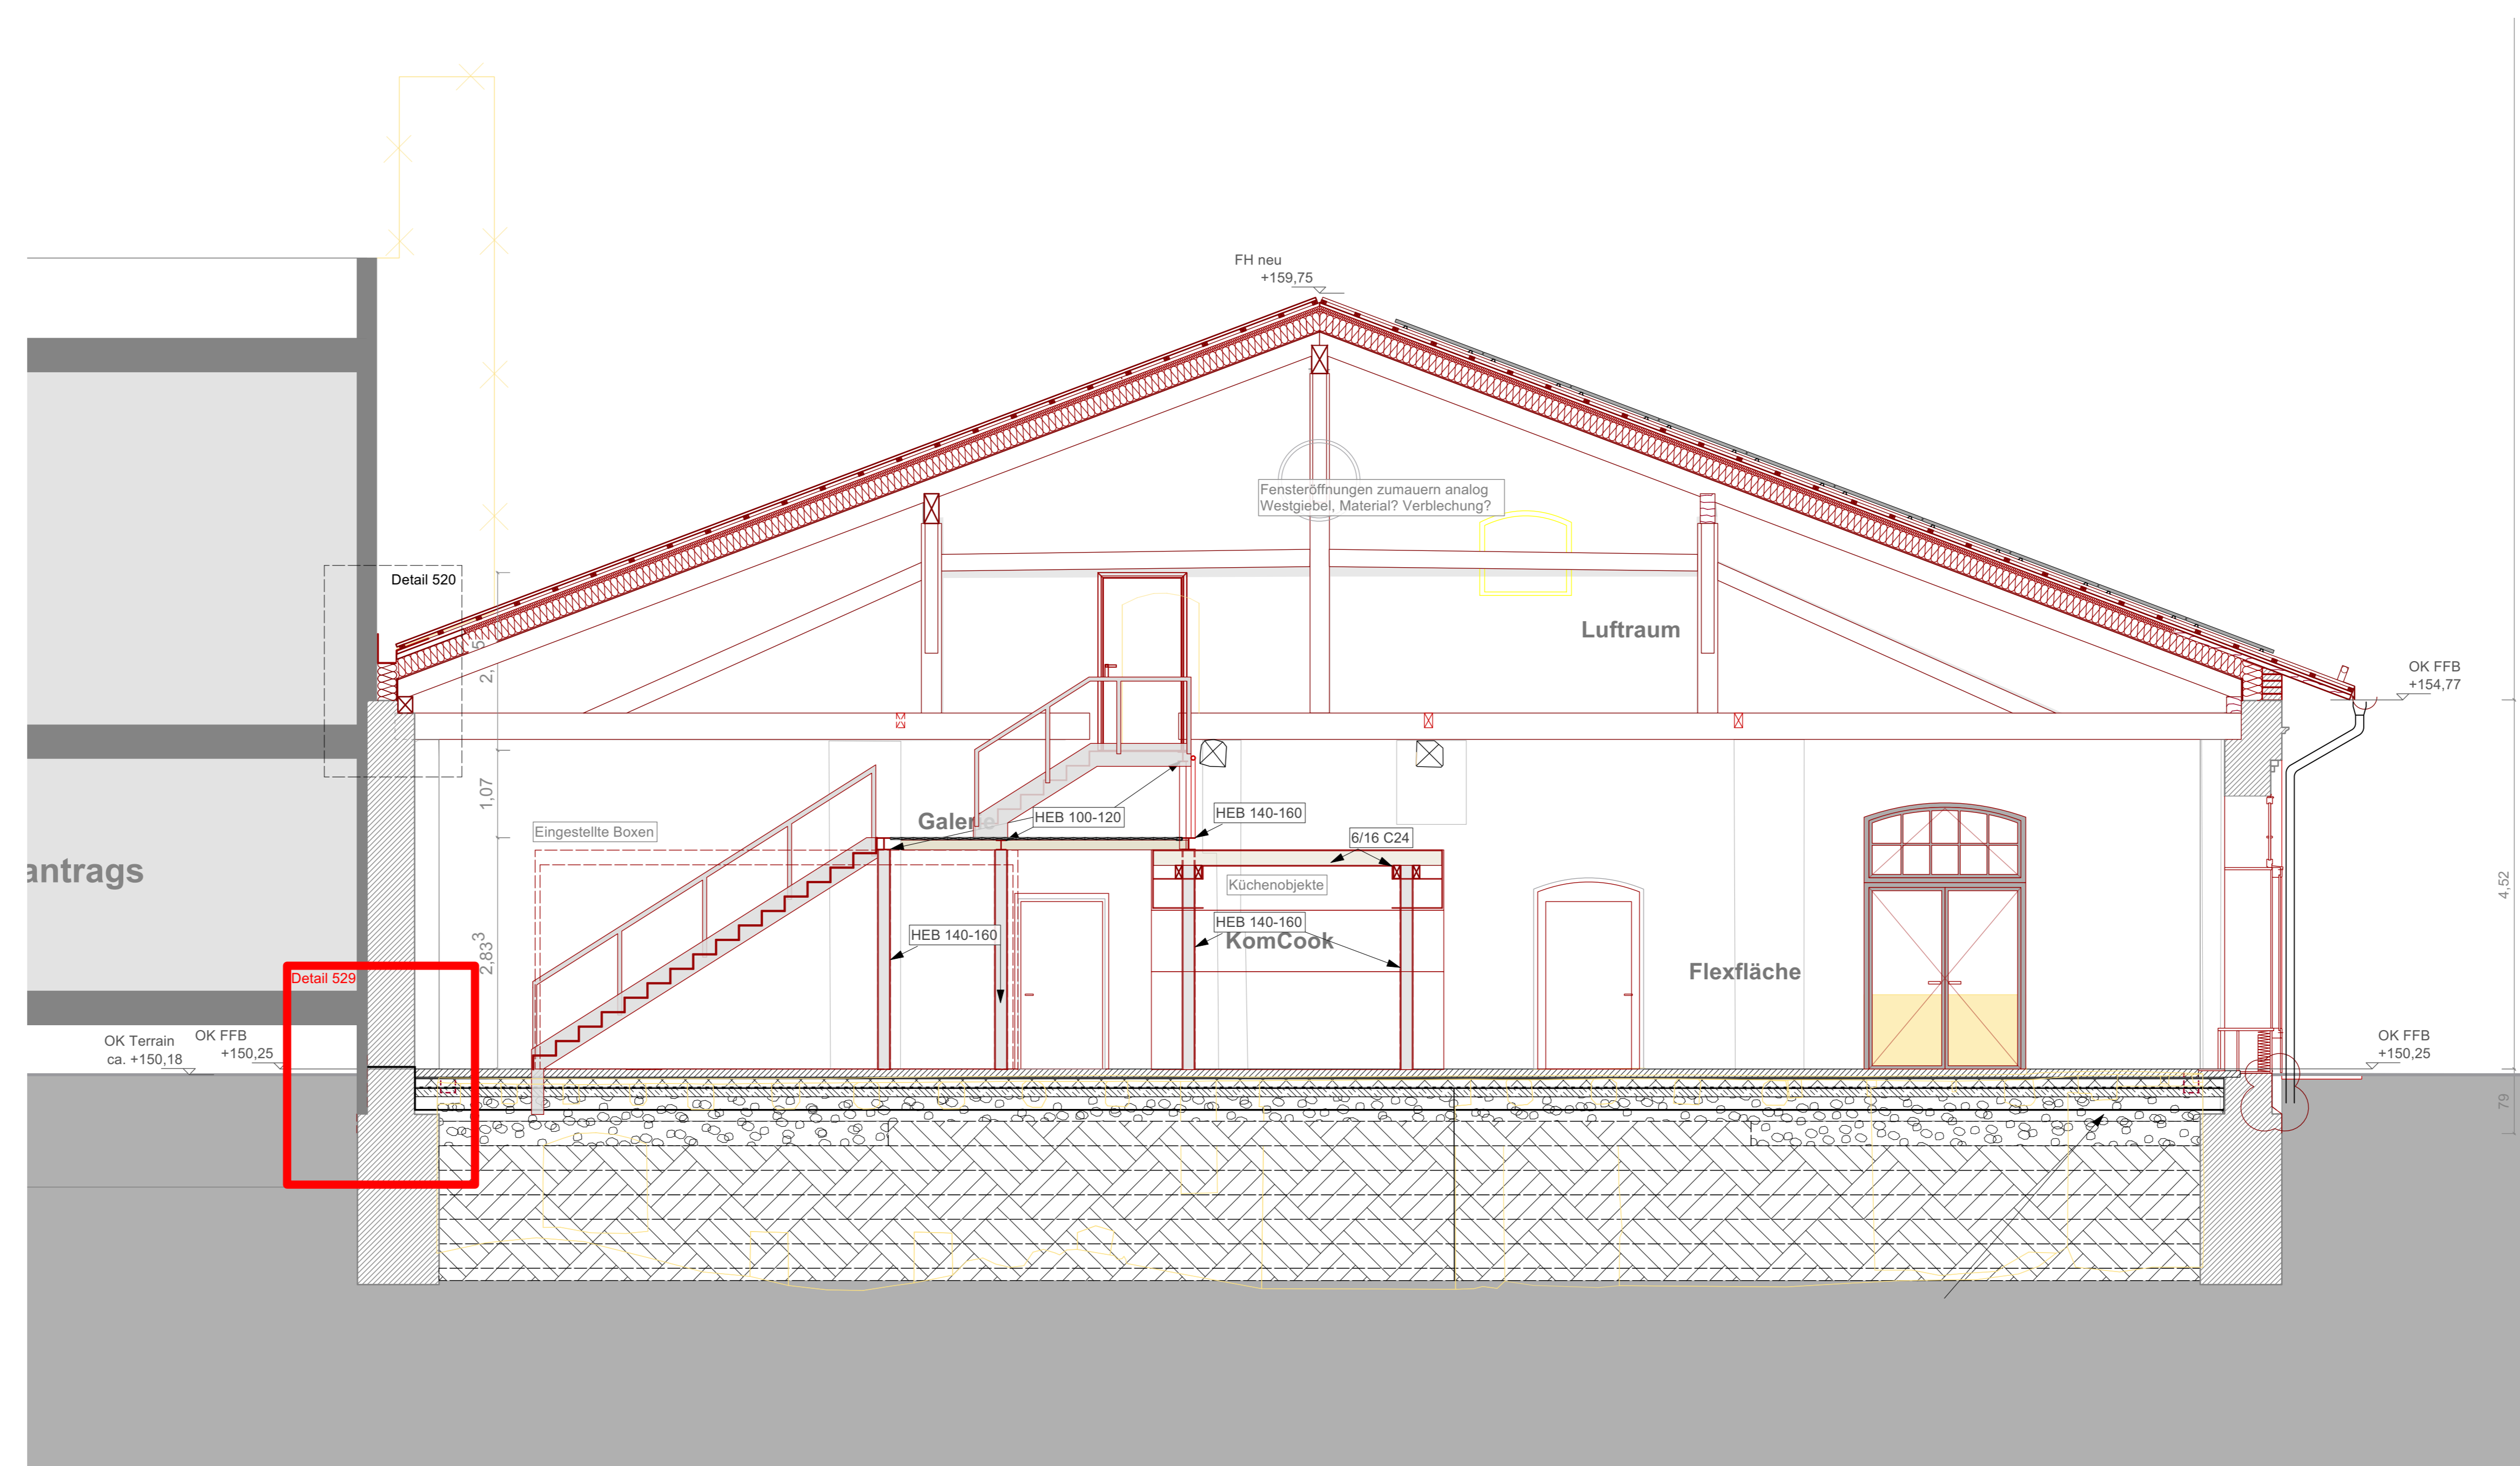 FH neu
+159,75
Fensteröffnungen zumauern analog
Westgiebel, Material? Verblechung?
Detail 520
Luftraum
OK FFB
+154,77
1,07
Galerie
HEB 100-120
HEB 140-160
Eingestellte Boxen
6/16 C24
antrags
Küchenobjekte
4,52
HEB 140-160
HEB 140-160
KomCook
2,83³
Flexfläche
Detail 529
OK Terrain
ca. +150,18
OK FFB
+150,25
OK FFB
+150,25
79